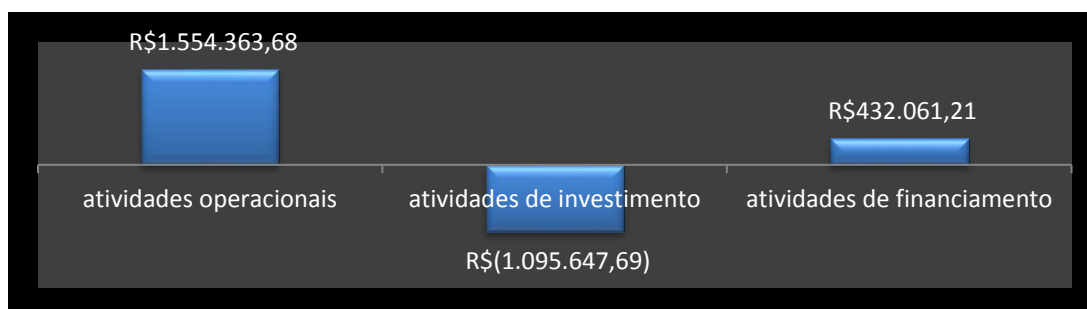 R$1.554.363,68
R$432.061,21
atividades operacionais
atividades de investimento
atividades de financiamento
R$(1.095.647,69)